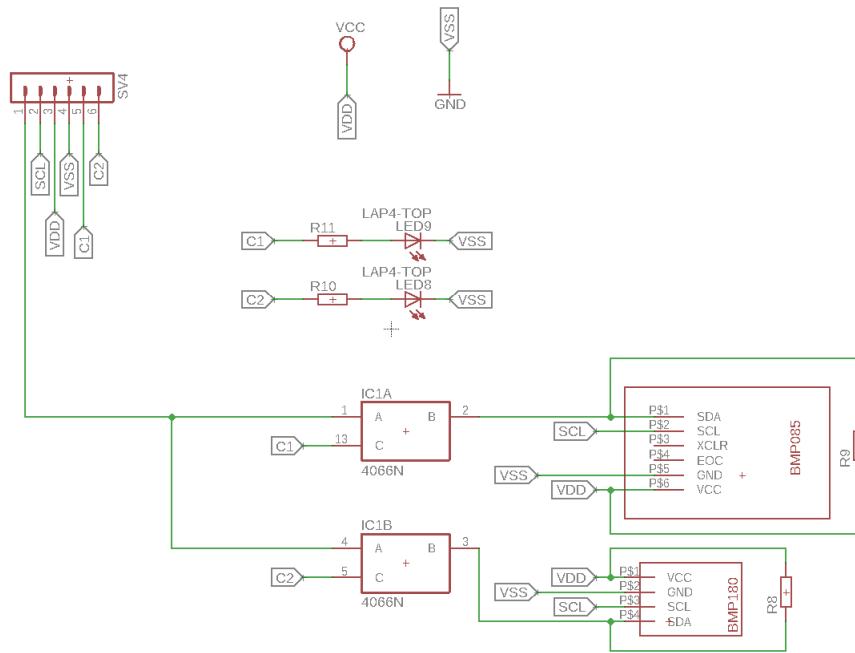 VCC
VSS
SV4
1 2 3 4 5 6
GND
VDD
SCL
VSS
C2
VDD
C1
LAP4-TOP
C1 R11 LED9 VSS
LAP4-TOP
C2 R10 LED8 VSS
IC1A
1 A B 2
C1 13 C
4066N
P$1 SDA
SCL P$2 SCL
P$3 XCLR
P$4 EOC
VSS P$5 GND
VDD P$6 VCC
BMP085
R9
IC1B
4 A B 3
C2 5 C
4066N
VDD P$1 VCC
VSS P$2 GND
SCL P$3 SCL
P$4 SDA
BMP180
R8